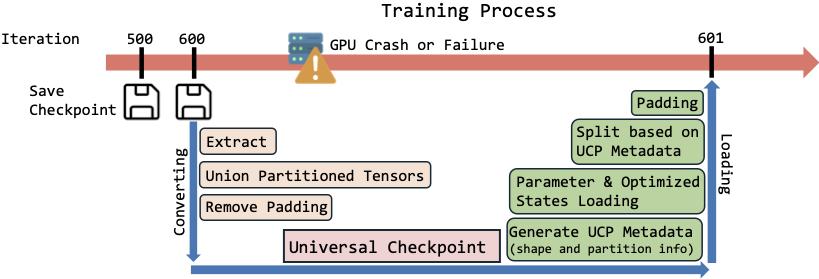 Training Process
Iteration
500
600
601
GPU Crash or Failure
Save
Checkpoint
Converting
Extract
Union Partitioned Tensors
Remove Padding
Universal Checkpoint
Padding
Split based on
UCP Metadata
Parameter & Optimized
States Loading
Generate UCP Metadata
(shape and partition info)
Loading